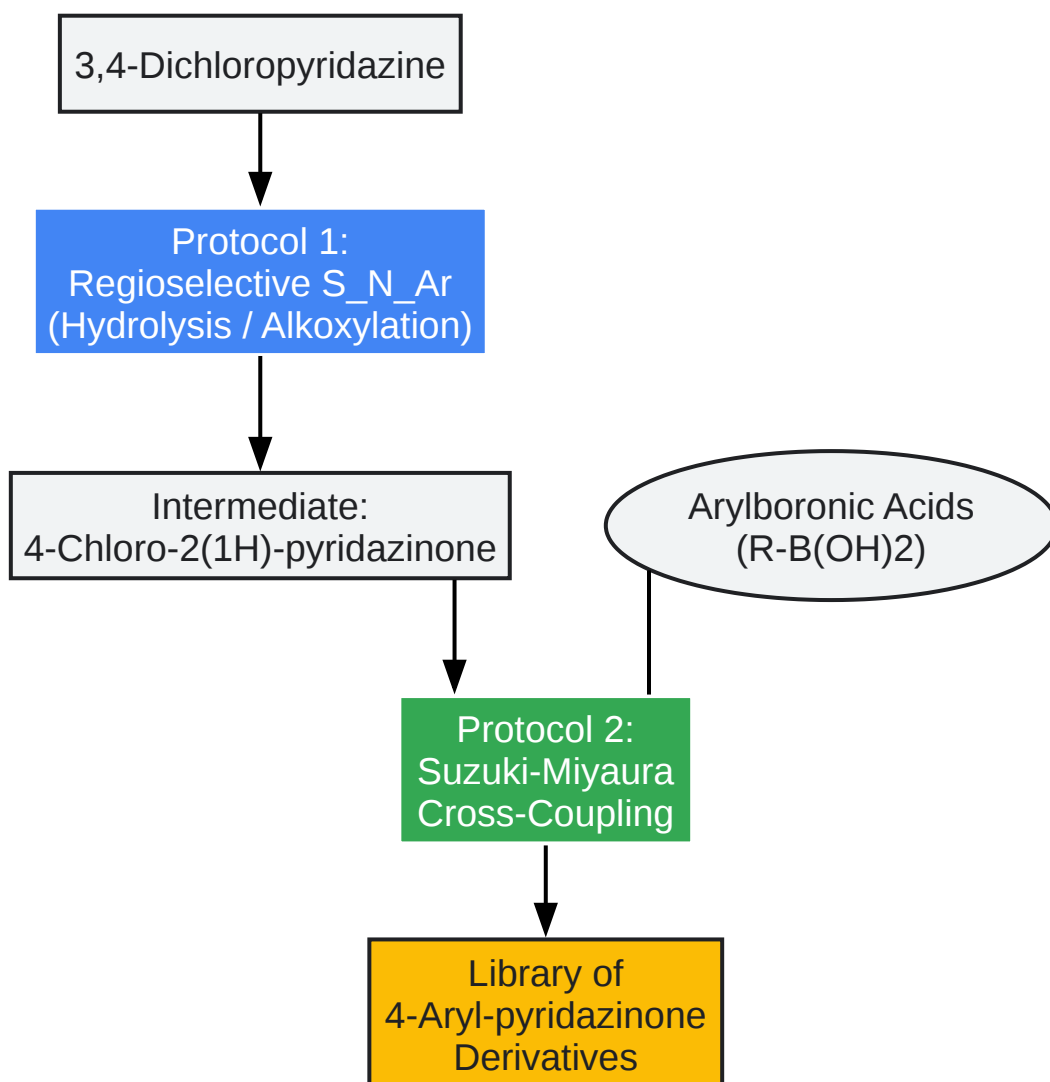 3,4-Dichloropyridazine
Protocol 1:
Regioselective S_N_Ar
(Hydrolysis / Alkoxylation)
Intermediate:
4-Chloro-2(1H)-pyridazinone
Arylboronic Acids
(R-B(OH)2)
Protocol 2:
Suzuki-Miyaura
Cross-Coupling
Library of
4-Aryl-pyridazinone
Derivatives